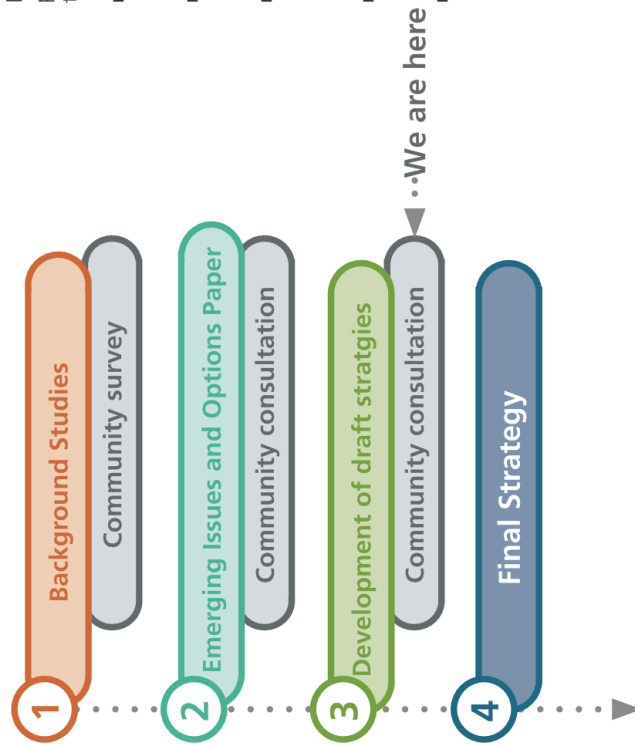 1
Background Studies
Community survey
2
Emerging Issues and Options Paper
Community consultation
3
Development of draft stratgies
Community consultation
We are here
4
Final Strategy